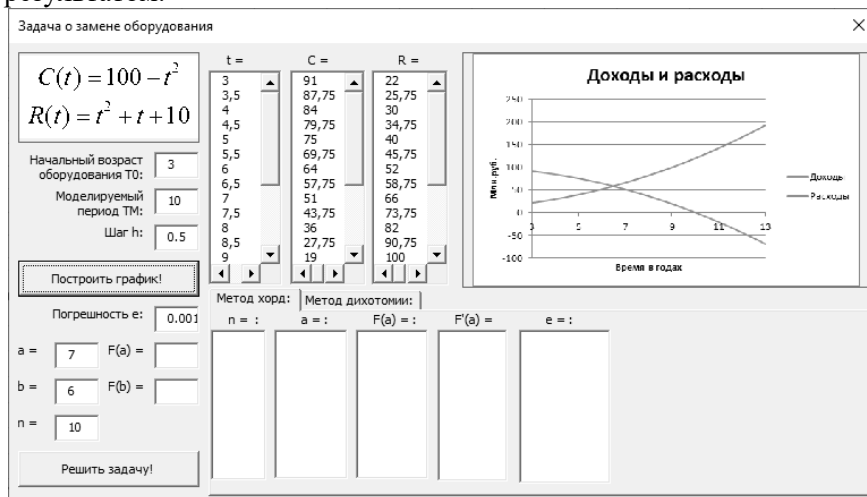 Задача о замене оборудования
C(t) = 100 − t²
R(t) = t² + t + 10
Начальный возраст
оборудования T0: 3
Моделируемый
период TM: 10
Шаг h: 0.5
Построить график!
Погрешность e: 0.001
a = 7 F(a) =
b = 6 F(b) =
n = 10
Решить задачу!
t = C = R =
3 91 22
3,5 87,75 25,75
4 84 30
4,5 79,75 34,75
5 75 40
5,5 69,75 45,75
6 64 52
6,5 57,75 58,75
7 51 66
7,5 43,75 73,75
8 36 82
8,5 27,75 90,75
9 19 100
Доходы и расходы
Млн.руб.
250
200
150
100
50
0
-50
-100
3 5 7 9 11 13
Время в годах
Доходы
Расходы
Метод хорд: Метод дихотомии:
n = : a = : F(a) = : F'(a) = e = :